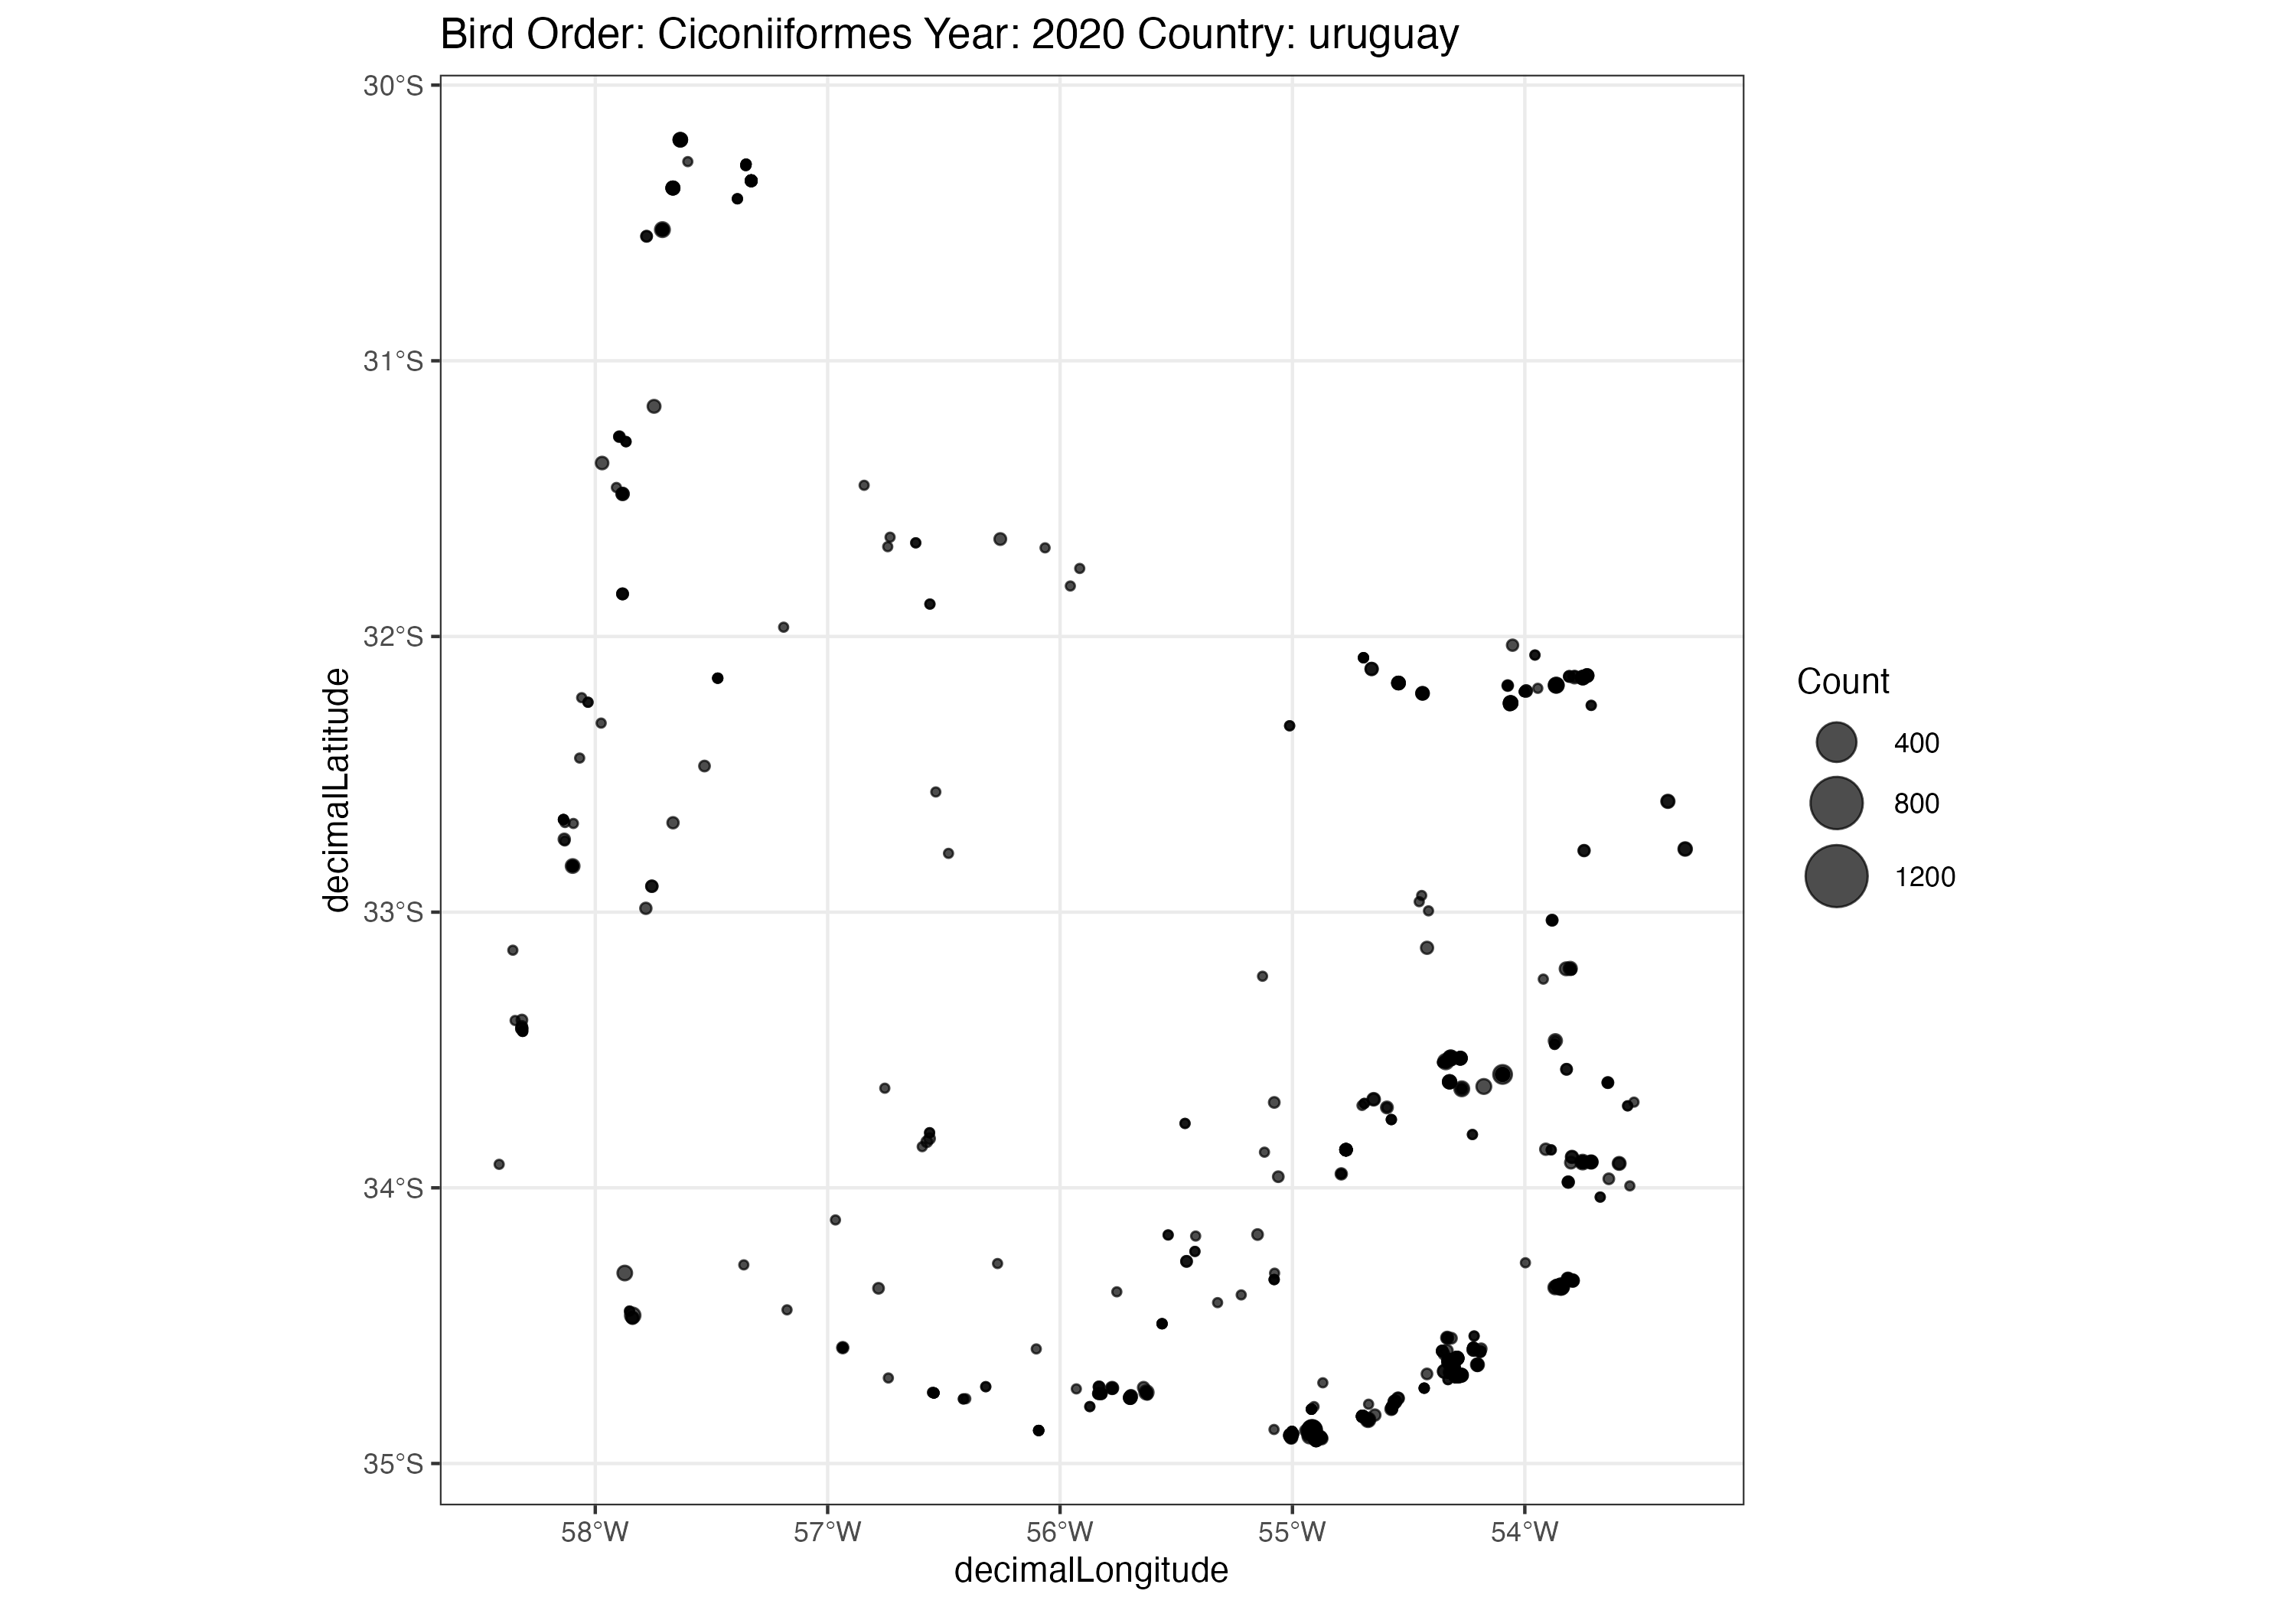 Bird Order: Ciconiiformes Year: 2020 Country: uruguay
30°S
31°S
32°S
33°S
34°S
35°S
decimalLatitude
58°W
57°W
56°W
55°W
54°W
decimalLongitude
Count
400
800
1200